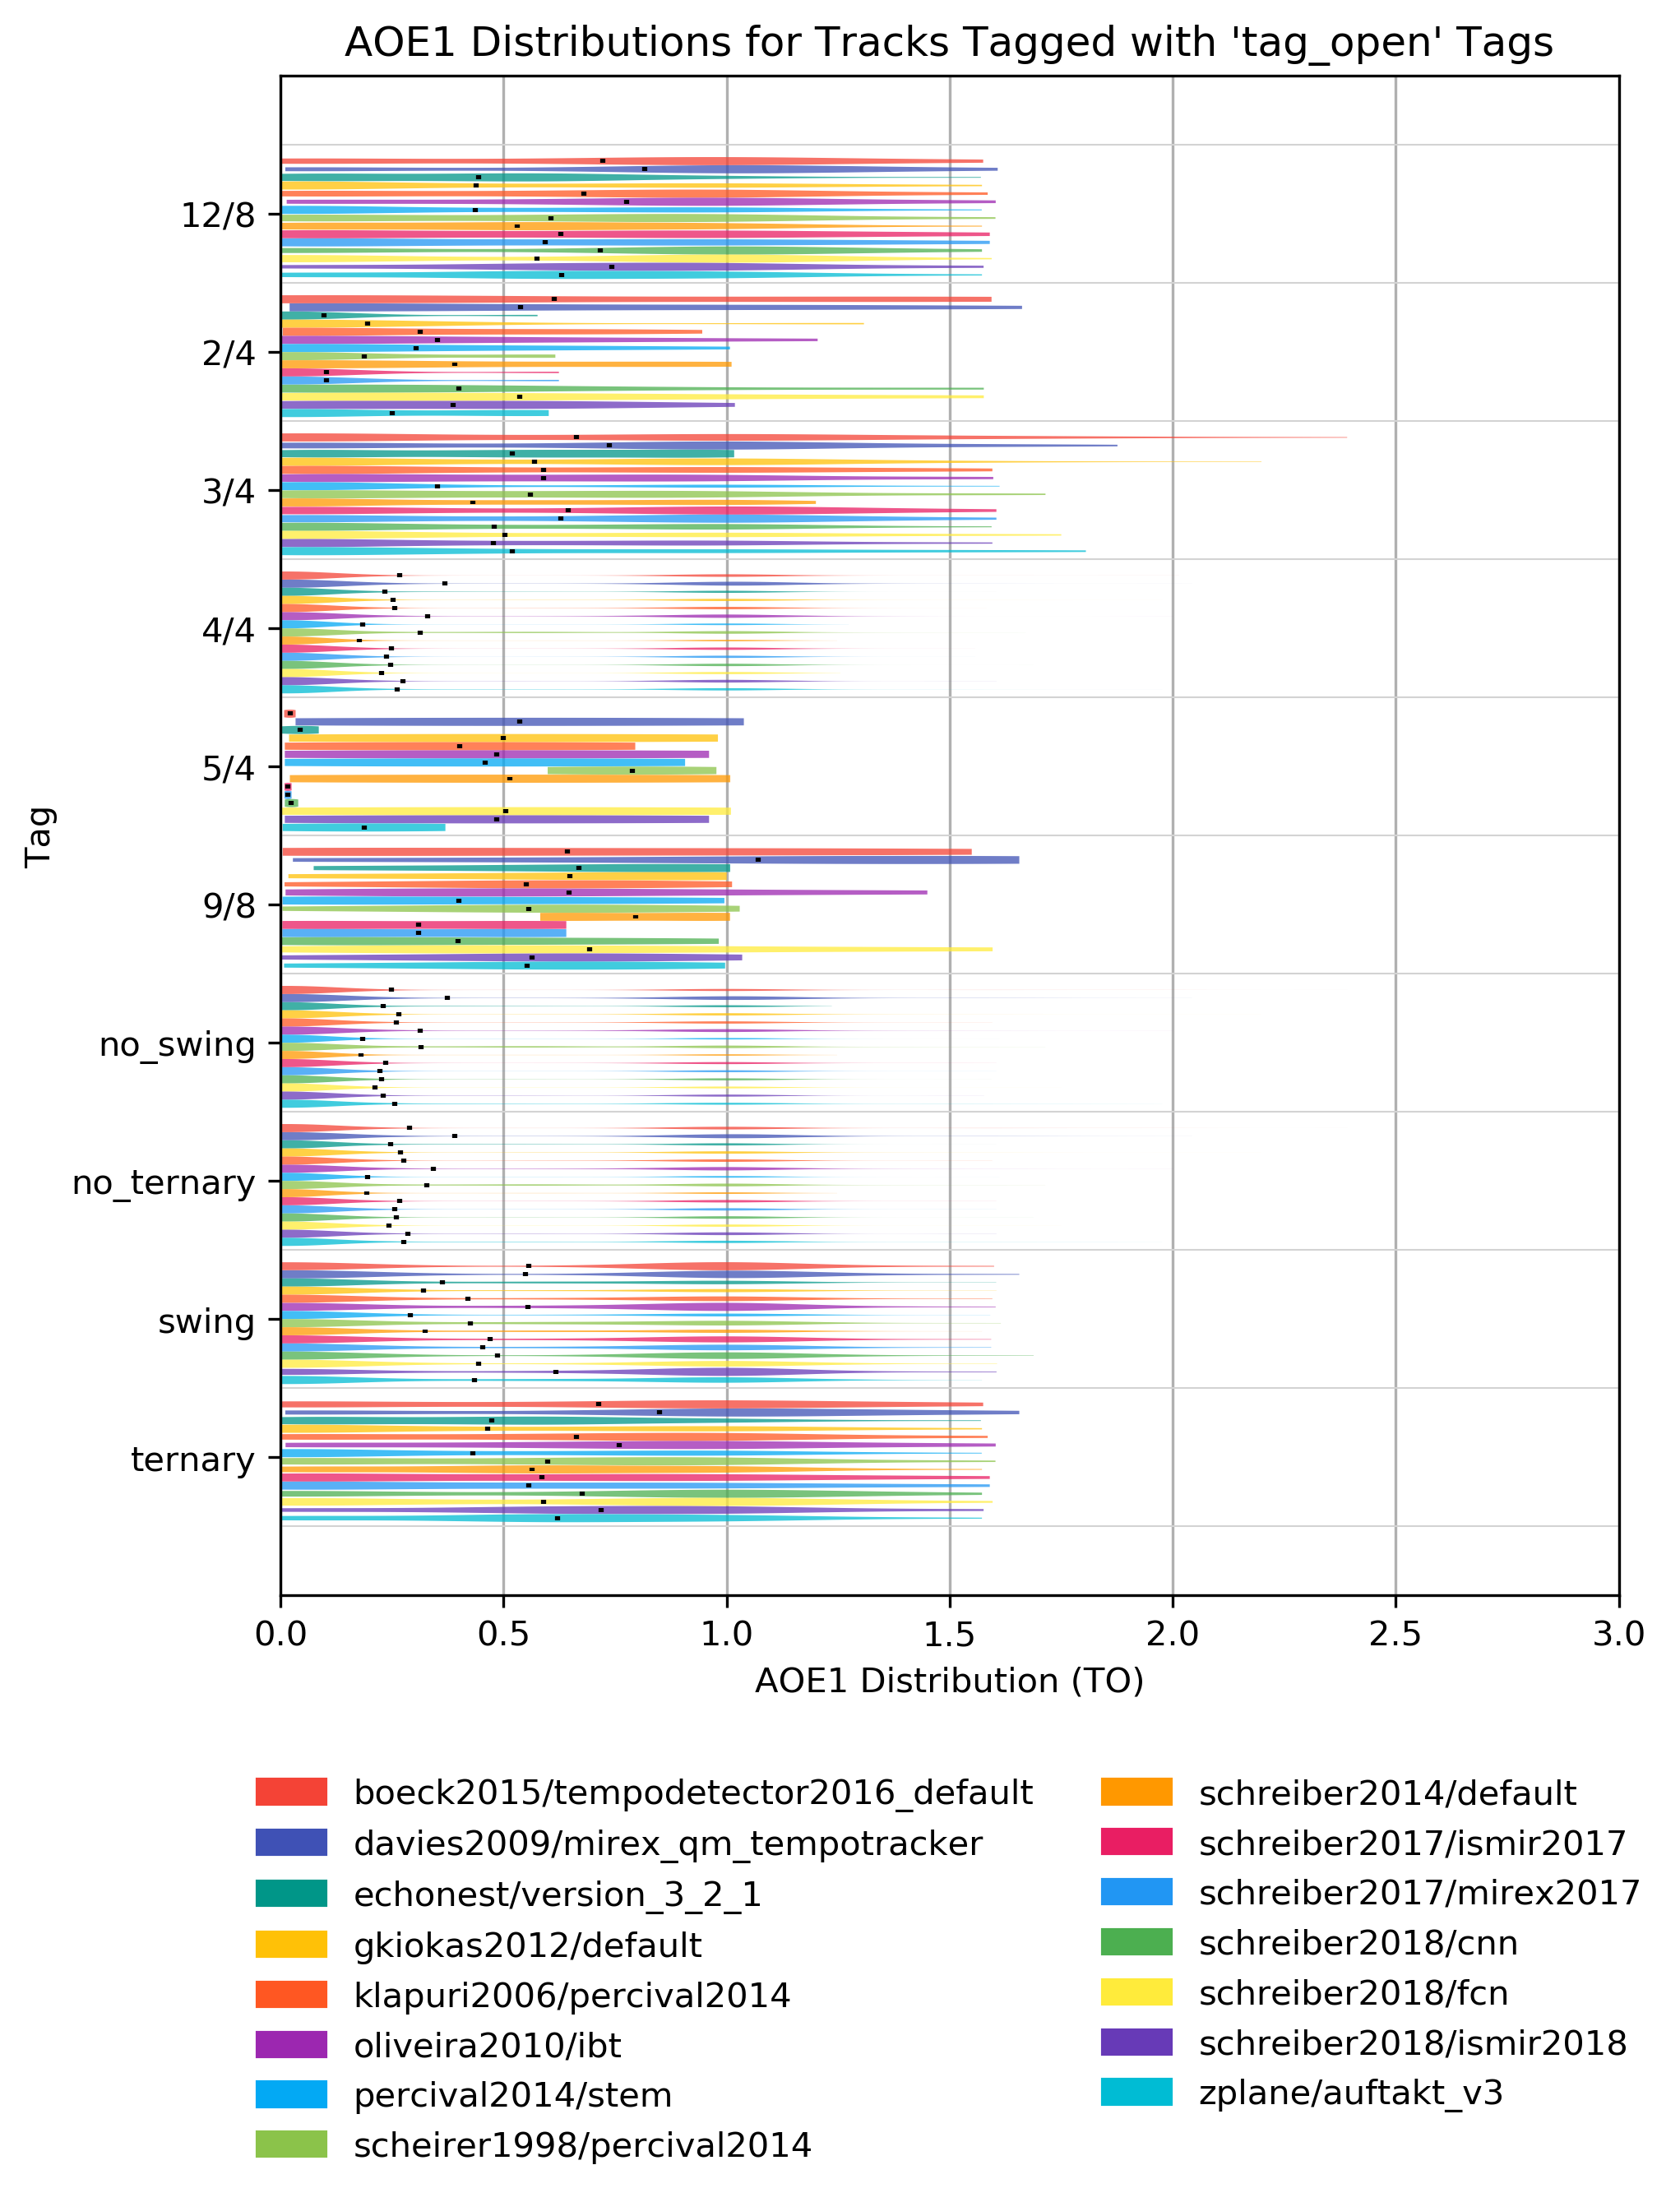 AOE1 Distributions for Tracks Tagged with 'tag_open' Tags
12/8
2/4
3/4
4/4
5/4
9/8
no_swing
no_ternary
swing
ternary
Tag
0.0 0.5 1.0 1.5 2.0 2.5 3.0
AOE1 Distribution (TO)
boeck2015/tempodetector2016_default
davies2009/mirex_qm_tempotracker
echonest/version_3_2_1
gkiokas2012/default
klapuri2006/percival2014
oliveira2010/ibt
percival2014/stem
scheirer1998/percival2014
schreiber2014/default
schreiber2017/ismir2017
schreiber2017/mirex2017
schreiber2018/cnn
schreiber2018/fcn
schreiber2018/ismir2018
zplane/auftakt_v3